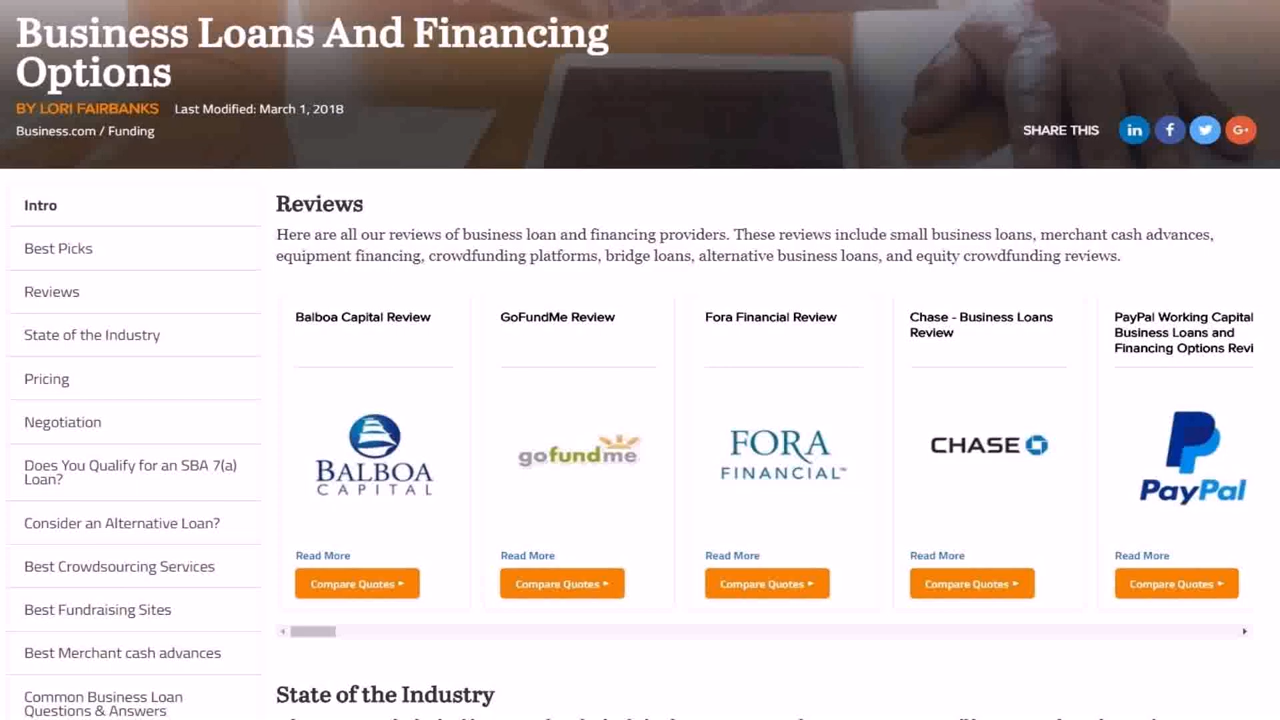 Business Loans And Financing
Options
BY LORI FAIRBANKS Last Modified: March 1, 2018
Business.com / Funding
SHARE THIS
in f G+
Intro
Best Picks
Reviews
State of the Industry
Pricing
Negotiation
Does You Qualify for an SBA 7(a)
Loan?
Consider an Alternative Loan?
Best Crowdsourcing Services
Best Fundraising Sites
Best Merchant cash advances
Common Business Loan
Questions & Answers
Reviews
Here are all our reviews of business loan and financing providers. These reviews include small business loans, merchant cash advances,
equipment financing, crowdfunding platforms, bridge loans, alternative business loans, and equity crowdfunding reviews.
Balboa Capital Review
BALBOA
CAPITAL
Read More
Compare Quotes
GoFundMe Review
gofundme
Read More
Compare Quotes
Fora Financial Review
FORA
FINANCIAL™
Read More
Compare Quotes
Chase - Business Loans
Review
CHASE
Read More
Compare Quotes
PayPal Working Capital
Business Loans and
Financing Options Revi
PayPal
Read More
Compare Quotes
State of the Industry